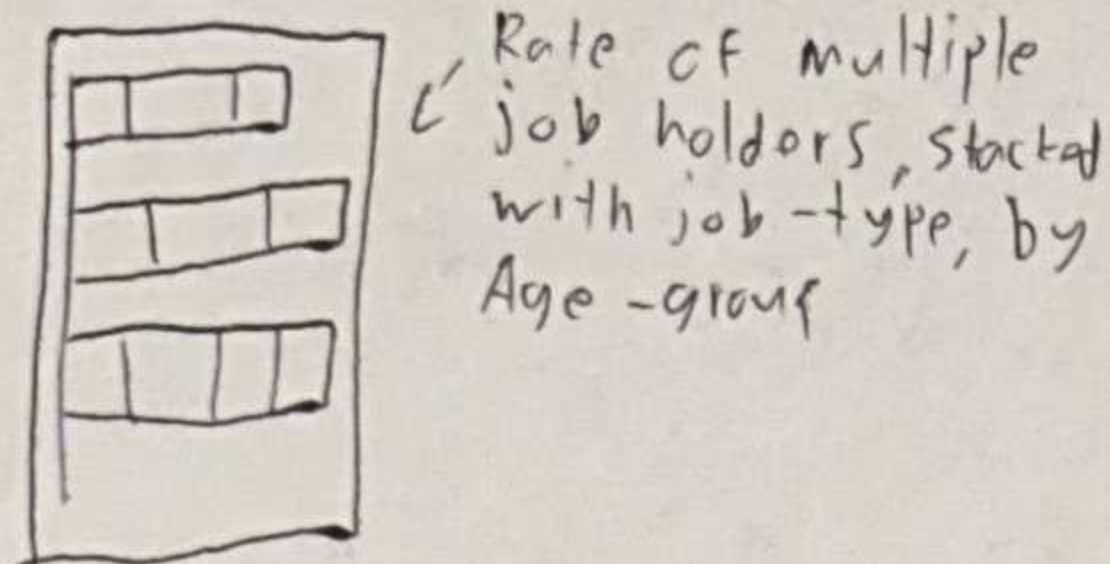 Rate of multiple
job holders, stacked
with job-type, by
Age-group